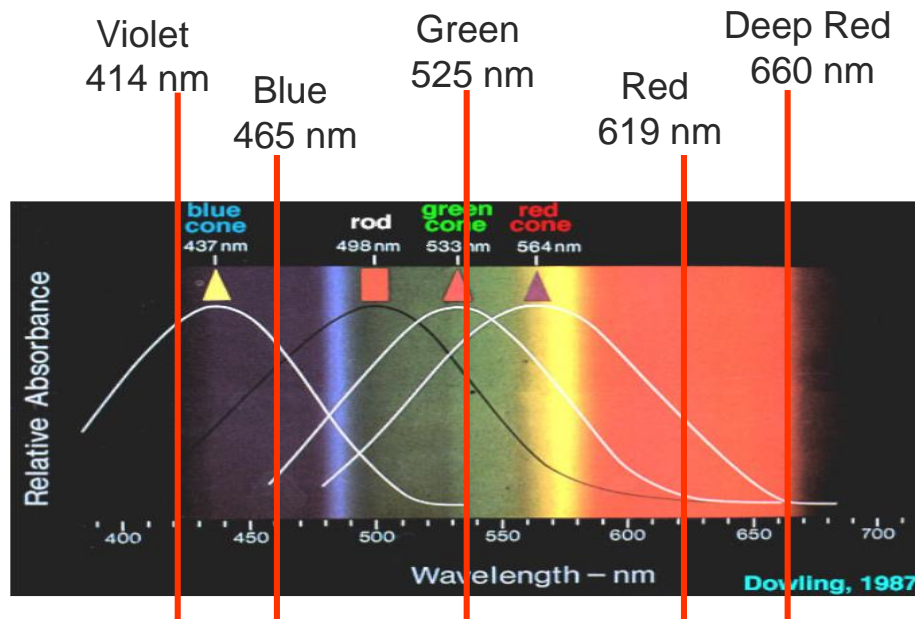 Violet
414 nm
Blue
465 nm
Green
525 nm
Red
619 nm
Deep Red
660 nm
blue
cone
437 nm
rod
498 nm
green
cone
533 nm
red
cone
564 nm
Relative Absorbance
400 450 500 550 600 650 700
Wavelength – nm
Dowling, 1987